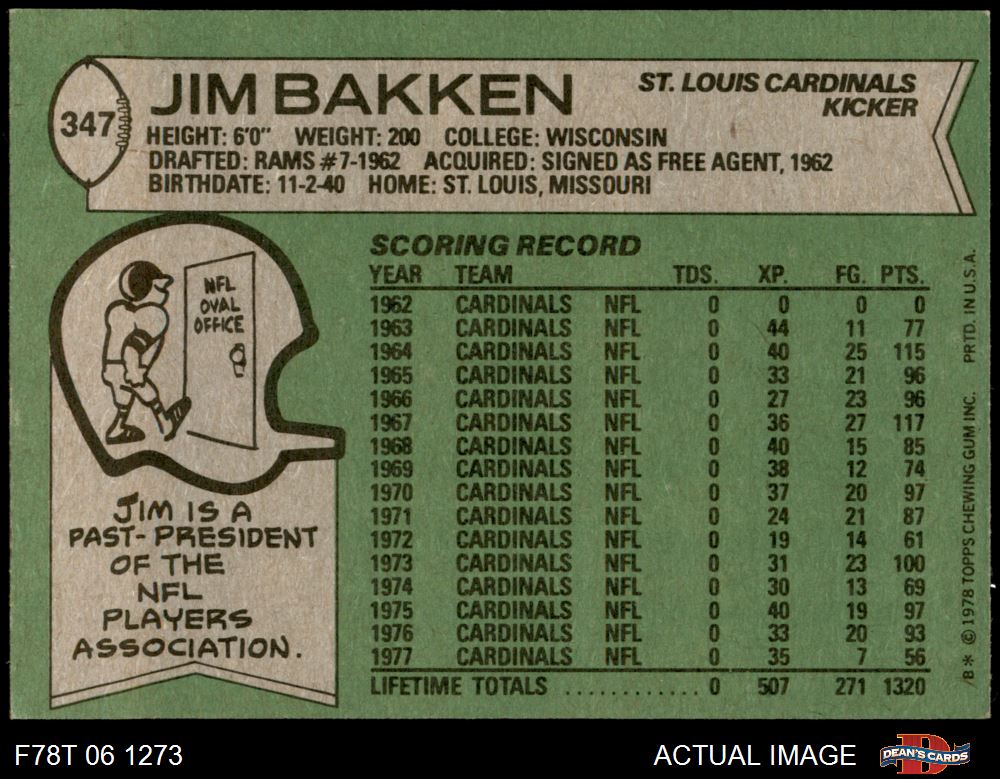 347
JIM BAKKEN
ST. LOUIS CARDINALS
KICKER
HEIGHT: 6'0" WEIGHT: 200 COLLEGE: WISCONSIN
DRAFTED: RAMS #7-1962 ACQUIRED: SIGNED AS FREE AGENT, 1962
BIRTHDATE: 11-2-40 HOME: ST. LOUIS, MISSOURI
NFL
OVAL
OFFICE
JIM IS A
PAST-PRESIDENT
OF THE
NFL
PLAYERS
ASSOCIATION.
SCORING RECORD
YEAR TEAM TDS. XP. FG. PTS.
1962 CARDINALS NFL 0 0 0 0
1963 CARDINALS NFL 0 44 11 77
1964 CARDINALS NFL 0 40 25 115
1965 CARDINALS NFL 0 33 21 96
1966 CARDINALS NFL 0 27 23 96
1967 CARDINALS NFL 0 36 27 117
1968 CARDINALS NFL 0 40 15 85
1969 CARDINALS NFL 0 38 12 74
1970 CARDINALS NFL 0 37 20 97
1971 CARDINALS NFL 0 24 21 87
1972 CARDINALS NFL 0 19 14 61
1973 CARDINALS NFL 0 31 23 100
1974 CARDINALS NFL 0 30 13 69
1975 CARDINALS NFL 0 40 19 97
1976 CARDINALS NFL 0 33 20 93
1977 CARDINALS NFL 0 35 7 56
LIFETIME TOTALS ............ 0 507 271 1320
B* © 1978 TOPPS CHEWING GUM INC. PRTD. IN U.S.A.
F78T 06 1273
ACTUAL IMAGE
D
DEAN'S CARDS